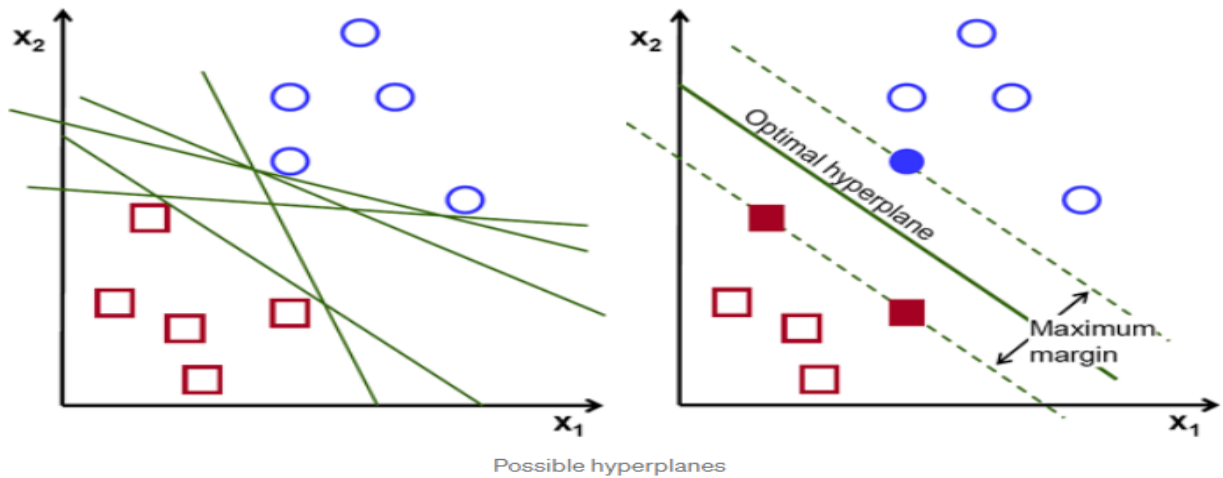 x₂
x₁
x₂
Optimal hyperplane
Maximum
margin
x₁
Possible hyperplanes